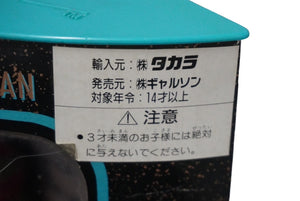 AN
輸入元：㈱ タカラ
発売元：㈱ギャルソン
対象年令：14才以上
⚠ 注意
●３才未満のお子様には絶対
に与えないでください。